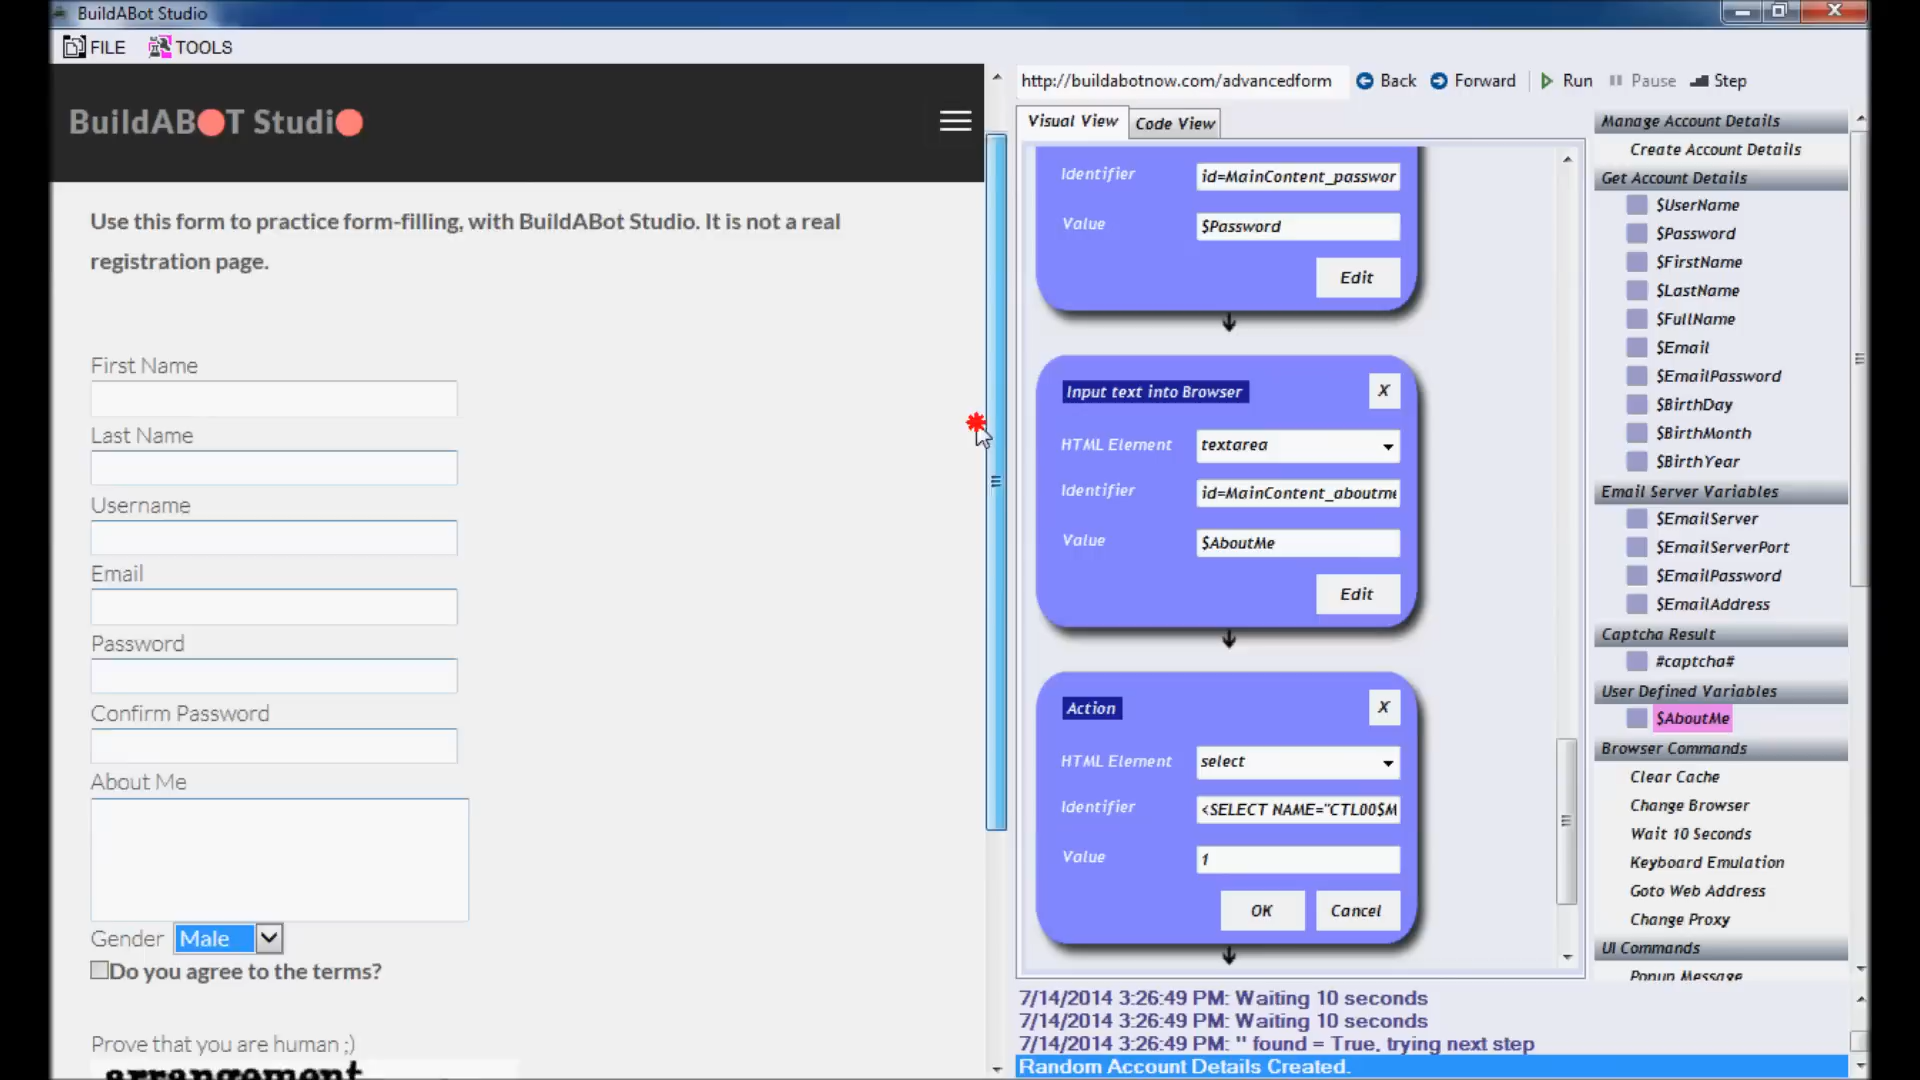 BuildABot Studio
FILE TOOLS
BuildABOT Studio
Use this form to practice form-filling, with BuildABot Studio. It is not a real
registration page.
First Name
Last Name
Username
Email
Password
Confirm Password
About Me
Gender Male
Do you agree to the terms?
Prove that you are human ;)
arrangement
http://buildabotnow.com/advancedform Back Forward Run Pause Step
Visual View Code View
Identifier id=MainContent_passwor
Value $Password
Edit
Input text into Browser X
HTML Element textarea
Identifier id=MainContent_aboutme
Value $AboutMe
Edit
Action X
HTML Element select
Identifier <SELECT NAME="CTL00$M
Value 1
OK Cancel
Manage Account Details
Create Account Details
Get Account Details
$UserName
$Password
$FirstName
$LastName
$FullName
$Email
$EmailPassword
$BirthDay
$BirthMonth
$BirthYear
Email Server Variables
$EmailServer
$EmailServerPort
$EmailPassword
$EmailAddress
Captcha Result
#captcha#
User Defined Variables
$AboutMe
Browser Commands
Clear Cache
Change Browser
Wait 10 Seconds
Keyboard Emulation
Goto Web Address
Change Proxy
UI Commands
Popup Message
7/14/2014 3:26:49 PM: Waiting 10 seconds
7/14/2014 3:26:49 PM: Waiting 10 seconds
7/14/2014 3:26:49 PM: '' found = True, trying next step
Random Account Details Created.